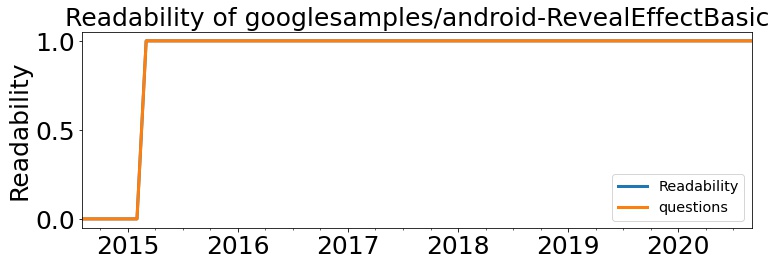 Readability of googlesamples/android-RevealEffectBasic
Readability
1.0
0.5
0.0
2015 2016 2017 2018 2019 2020
Readability
questions